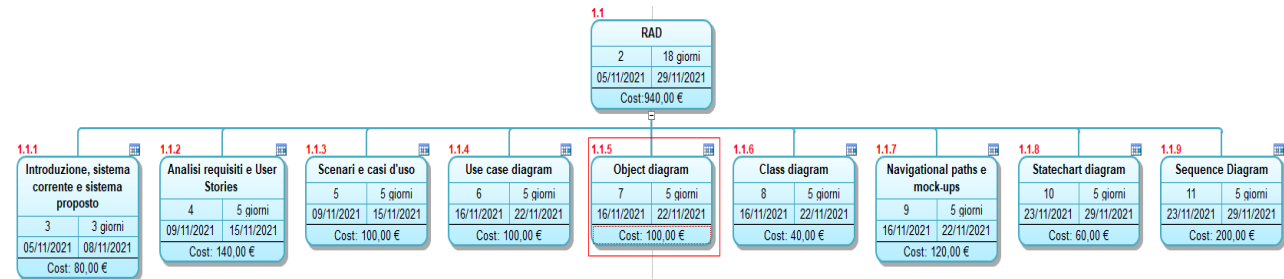 1.1
RAD
2 18 giorni
05/11/2021 29/11/2021
Cost:940,00 €
1.1.1
Introduzione, sistema
corrente e sistema
proposto
3 3 giorni
05/11/2021 08/11/2021
Cost: 80,00 €
1.1.2
Analisi requisiti e User
Stories
4 5 giorni
09/11/2021 15/11/2021
Cost: 140,00 €
1.1.3
Scenari e casi d'uso
5 5 giorni
09/11/2021 15/11/2021
Cost: 100,00 €
1.1.4
Use case diagram
6 5 giorni
16/11/2021 22/11/2021
Cost: 100,00 €
1.1.5
Object diagram
7 5 giorni
16/11/2021 22/11/2021
Cost: 100,00 €
1.1.6
Class diagram
8 5 giorni
16/11/2021 22/11/2021
Cost: 40,00 €
1.1.7
Navigational paths e
mock-ups
9 5 giorni
16/11/2021 22/11/2021
Cost: 120,00 €
1.1.8
Statechart diagram
10 5 giorni
23/11/2021 29/11/2021
Cost: 60,00 €
1.1.9
Sequence Diagram
11 5 giorni
23/11/2021 29/11/2021
Cost: 200,00 €